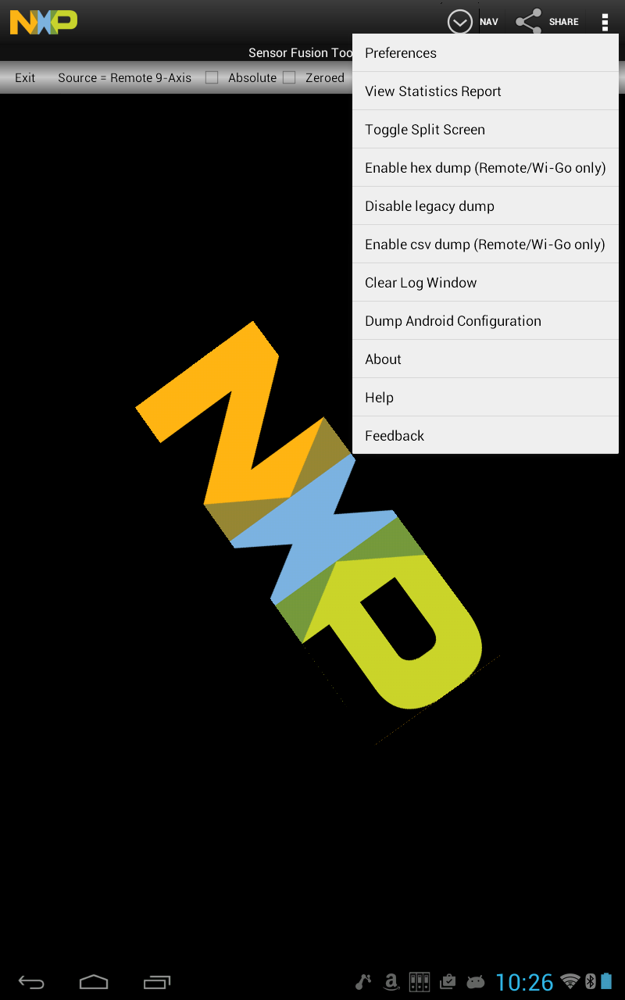 NXP
NAV
SHARE
Sensor Fusion Too
Exit
Source = Remote 9-Axis
Absolute
Zeroed
Preferences
View Statistics Report
Toggle Split Screen
Enable hex dump (Remote/Wi-Go only)
Disable legacy dump
Enable csv dump (Remote/Wi-Go only)
Clear Log Window
Dump Android Configuration
About
Help
Feedback
NXP
10:26